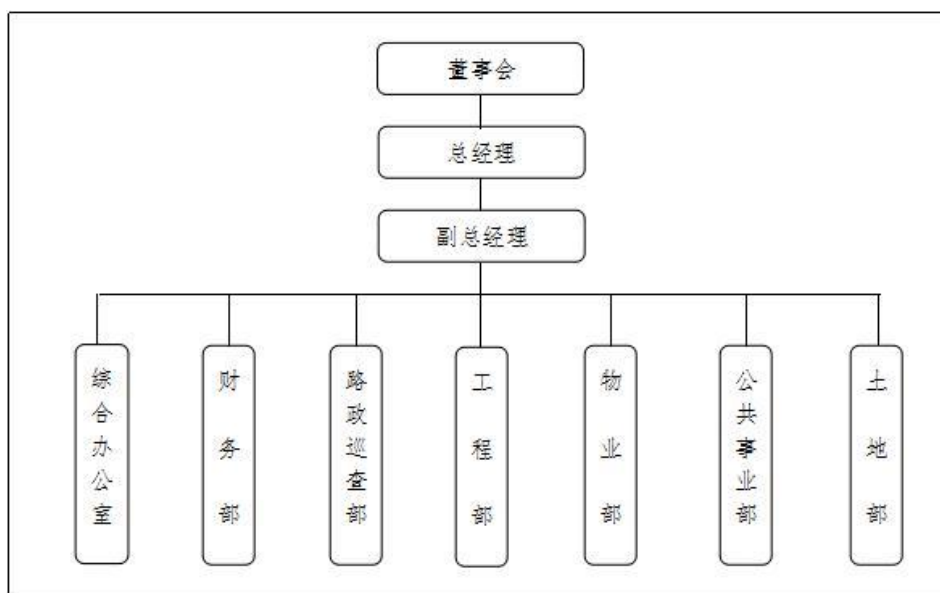 董事会
总经理
副总经理
综合办公室
财务部
路政巡查部
工程部
物业部
公共事业部
土地部